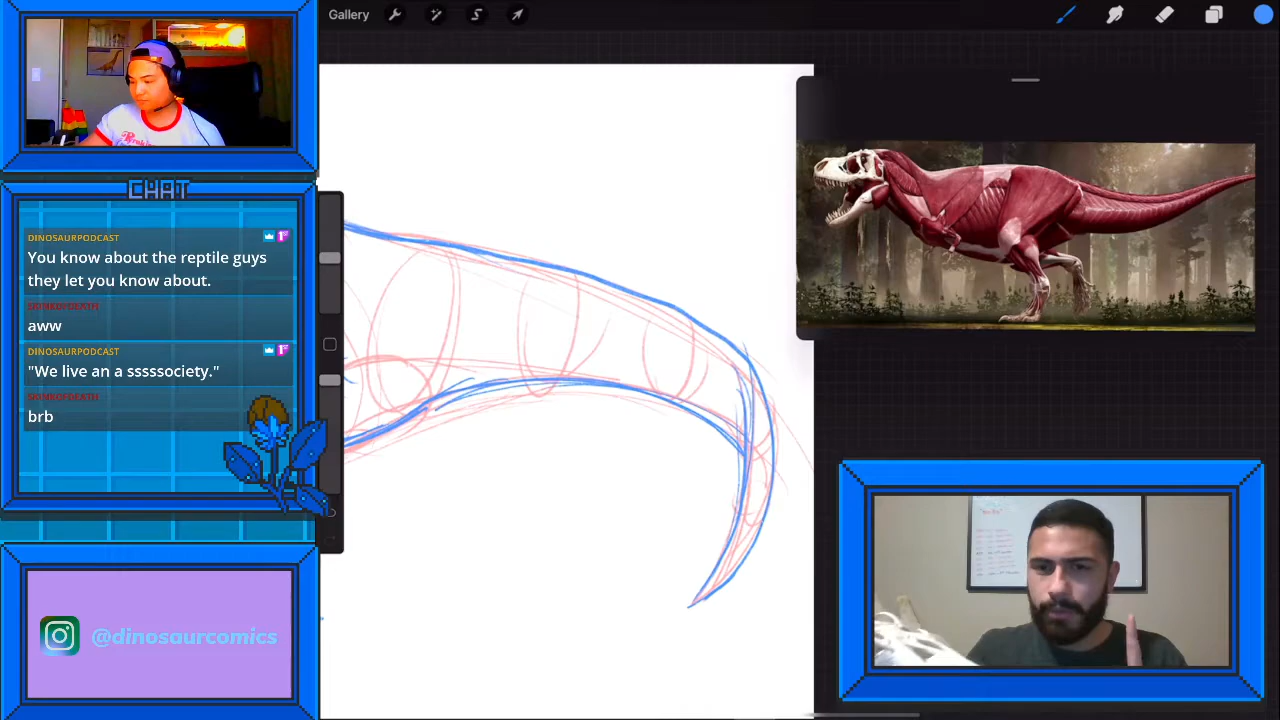 Gallery
CHAT
DINOSAURPODCAST
You know about the reptile guys
they let you know about.
aww
DINOSAURPODCAST
"We live an a sssssociety."
brb
@dinosaurcomics